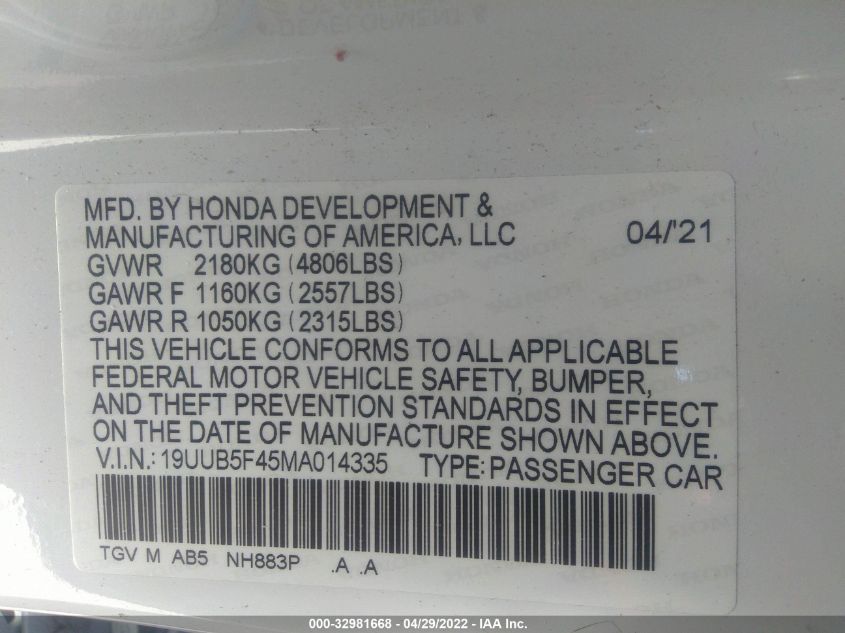 MFD. BY HONDA DEVELOPMENT &
MANUFACTURING OF AMERICA, LLC 04/'21
GVWR 2180KG (4806LBS)
GAWR F 1160KG (2557LBS)
GAWR R 1050KG (2315LBS)
THIS VEHICLE CONFORMS TO ALL APPLICABLE
FEDERAL MOTOR VEHICLE SAFETY, BUMPER,
AND THEFT PREVENTION STANDARDS IN EFFECT
ON THE DATE OF MANUFACTURE SHOWN ABOVE.
V.I.N.: 19UUB5F45MA014335 TYPE: PASSENGER CAR
TGV M AB5 NH883P .A .A
000-32981668 - 04/29/2022 - IAA Inc.